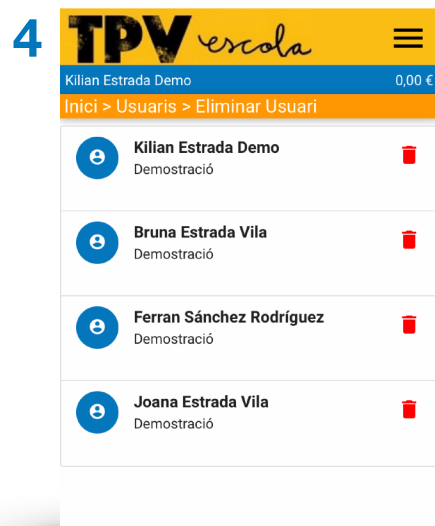 4
TPV escola
Kilian Estrada Demo 0,00 €
Inici > Usuaris > Eliminar Usuari
Kilian Estrada Demo
Demostració
Bruna Estrada Vila
Demostració
Ferran Sánchez Rodríguez
Demostració
Joana Estrada Vila
Demostració